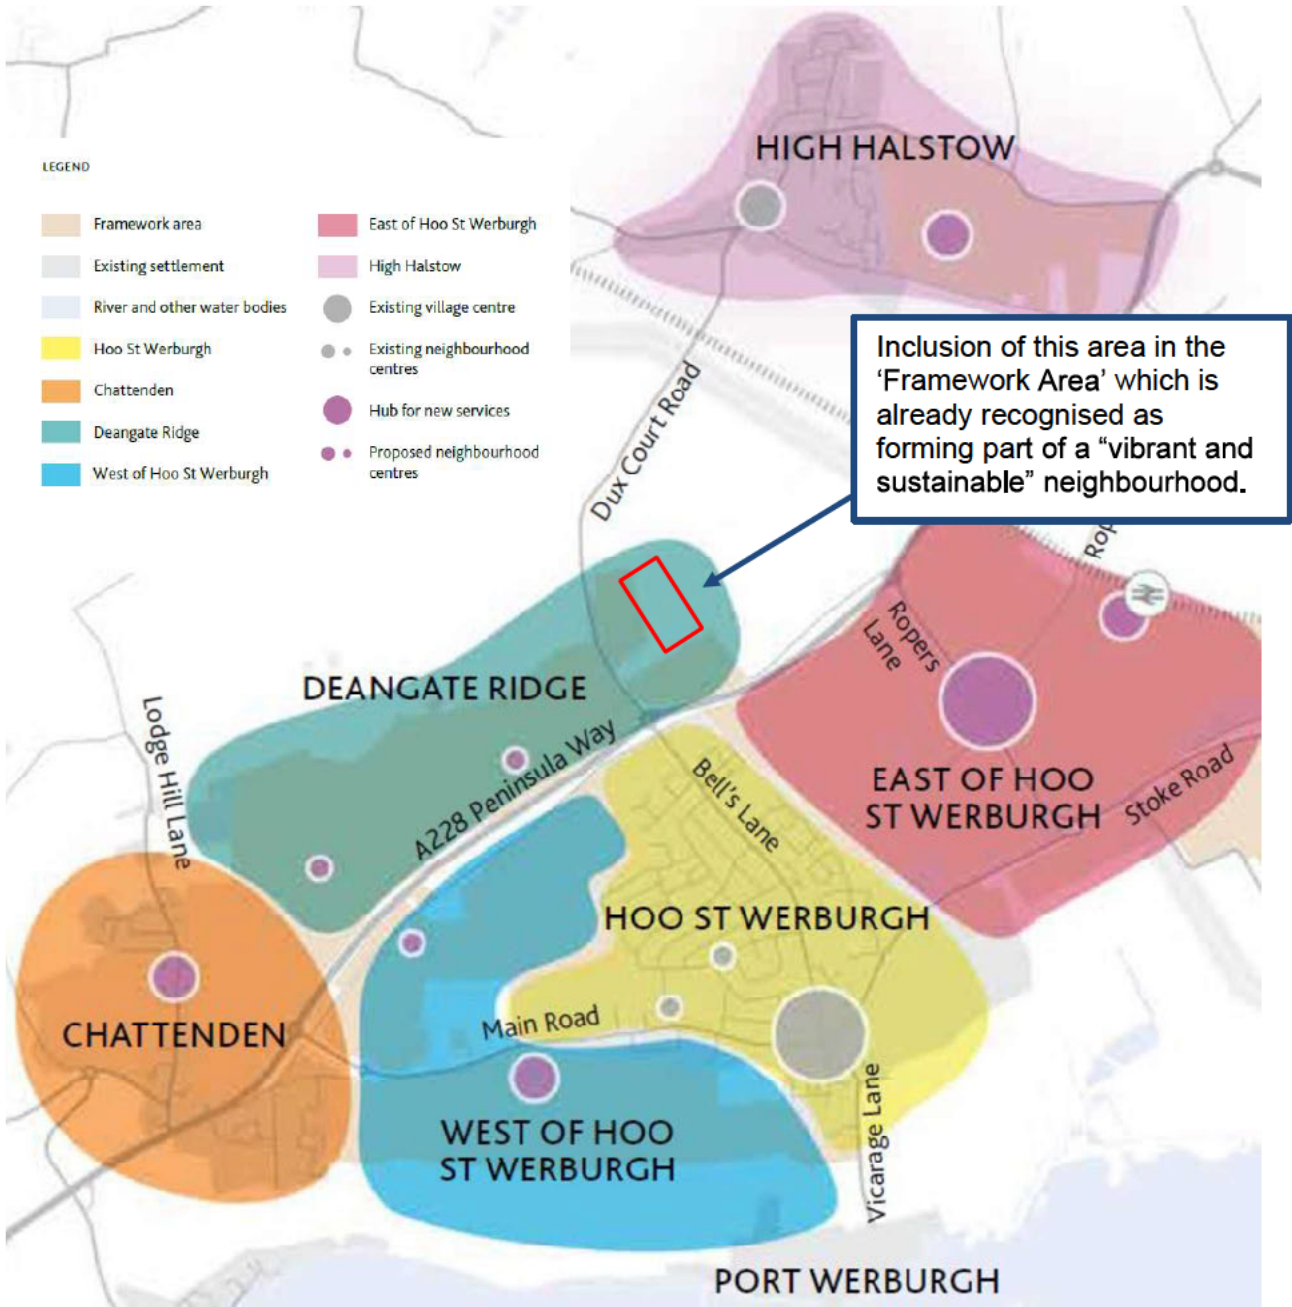 HIGH HALSTOW
LEGEND
Framework area
Existing settlement
River and other water bodies
Hoo St Werburgh
Chattenden
Deangate Ridge
West of Hoo St Werburgh
East of Hoo St Werburgh
High Halstow
Existing village centre
Existing neighbourhood
centres
Hub for new services
Proposed neighbourhood
centres
Inclusion of this area in the
‘Framework Area’ which is
already recognised as
forming part of a “vibrant and
sustainable” neighbourhood.
Dux Court Road
Ropers
Lane
DEANGATE RIDGE
Lodge Hill Lane
A228 Peninsula Way
Bell's Lane
EAST OF HOO
ST WERBURGH
Stoke Road
HOO ST WERBURGH
Main Road
CHATTENDEN
WEST OF HOO
ST WERBURGH
Vicarage Lane
PORT WERBURGH